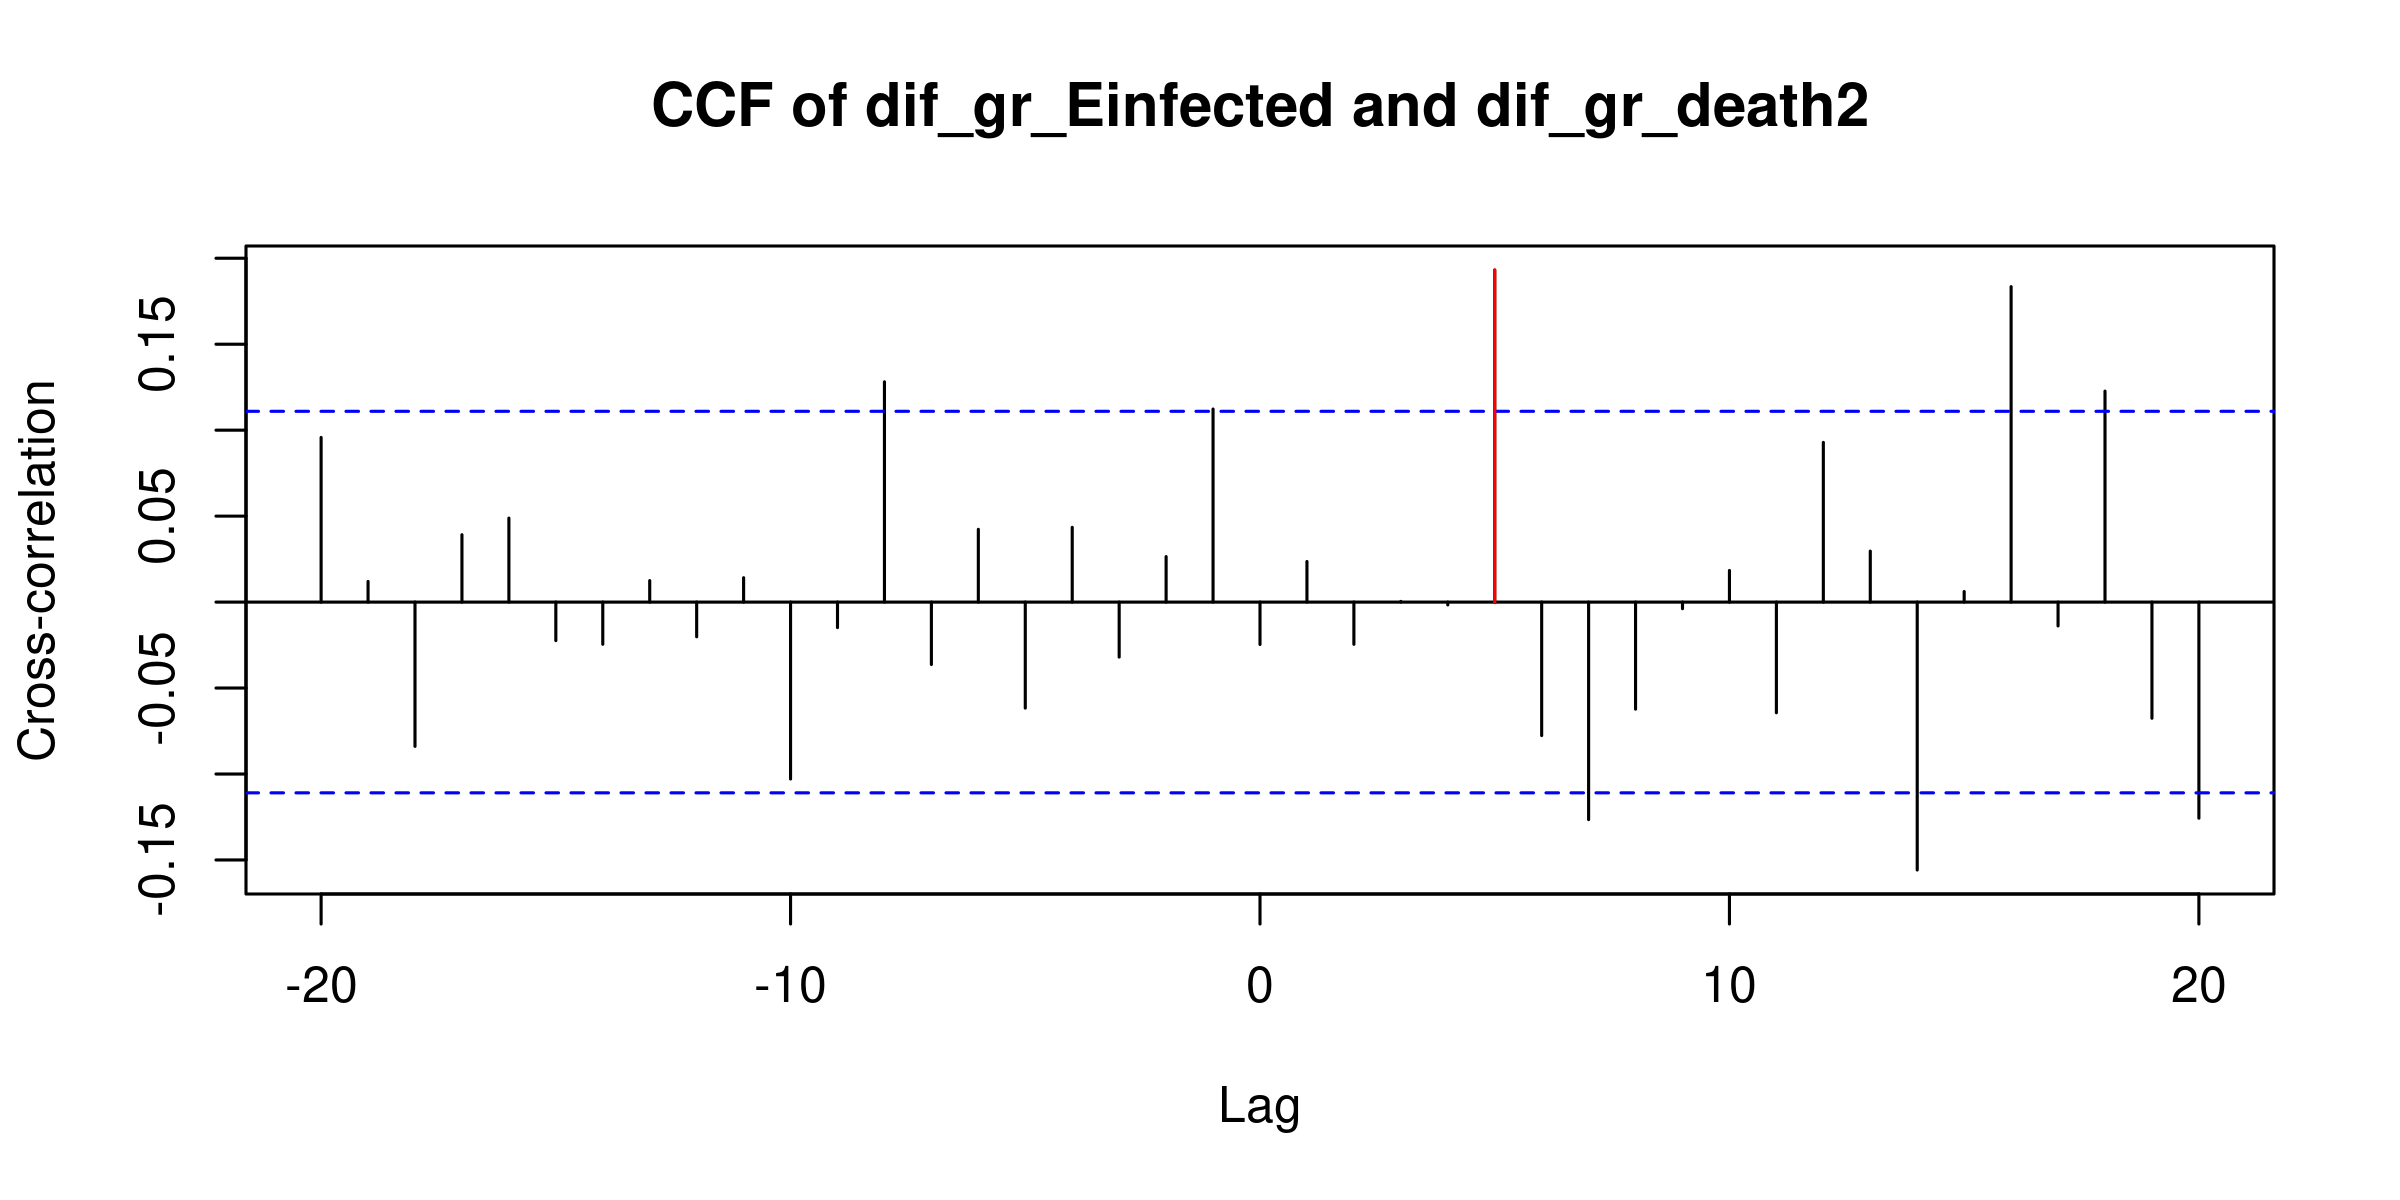 CCF of dif_gr_Einfected and dif_gr_death2
Cross-correlation
0.15
0.05
-0.05
-0.15
-20 -10 0 10 20
Lag